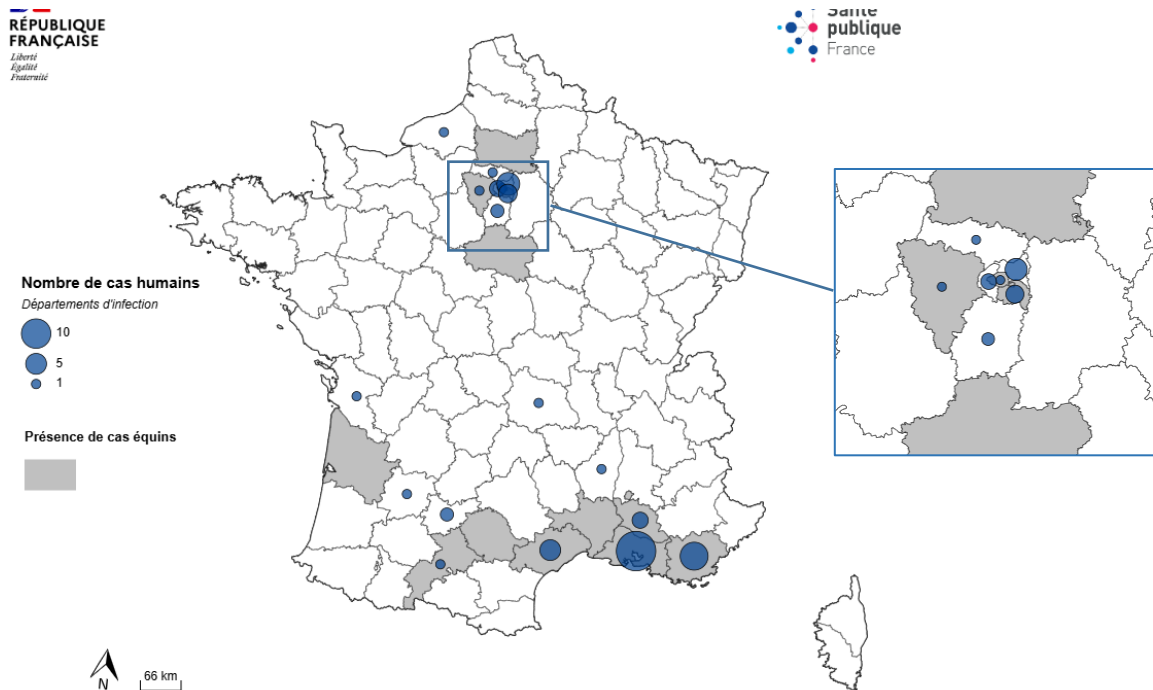 RÉPUBLIQUE
FRANÇAISE
Liberté
Égalité
Fraternité
Santé
publique
France
Nombre de cas humains
Départements d'infection
10
5
1
Présence de cas équins
N
66 km